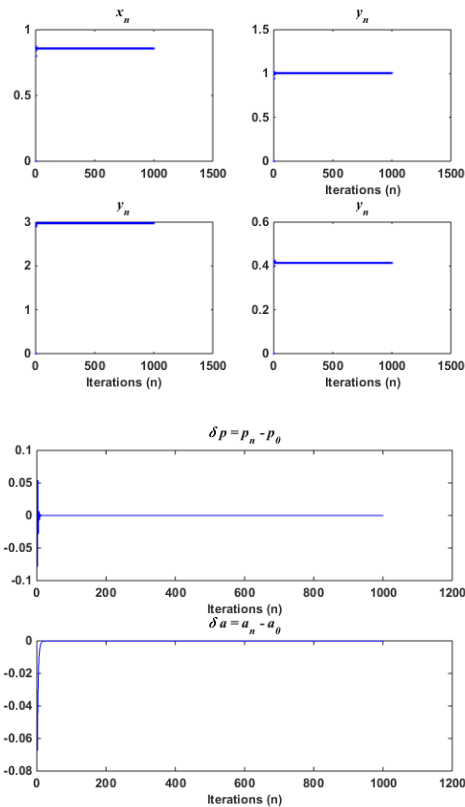 x_n
y_n
1
0.5
0
0 500 1000 1500
1.5
1
0.5
0
0 500 1000 1500
Iterations (n)
y_n
y_n
3
2
1
0
0 500 1000 1500
Iterations (n)
0.6
0.4
0.2
0
0 500 1000 1500
Iterations (n)
δ p = p_n - p_0
0.1
0.05
0
-0.05
-0.1
0 200 400 600 800 1000 1200
Iterations (n)
δ a = a_n - a_0
0
-0.02
-0.04
-0.06
-0.08
0 200 400 600 800 1000 1200
Iterations (n)